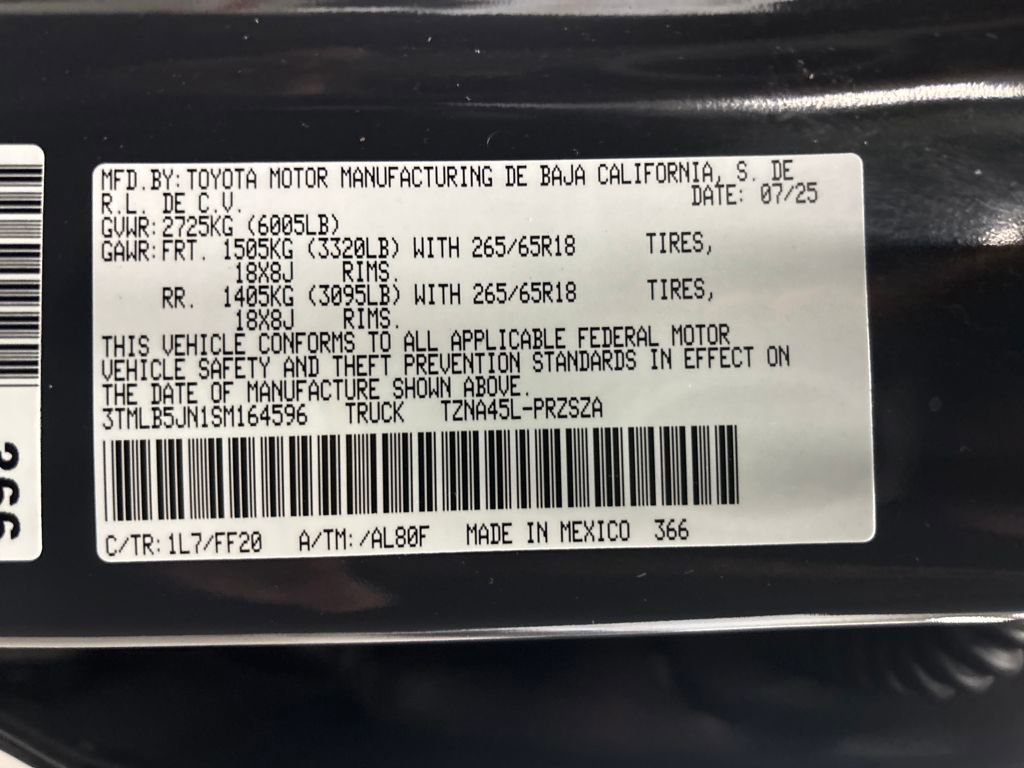 MFD.BY:TOYOTA MOTOR MANUFACTURING DE BAJA CALIFORNIA, S. DE
R.L. DE C.V. DATE: 07/25
GVWR:2725KG (6005LB)
GAWR:FRT. 1505KG (3320LB) WITH 265/65R18 TIRES,
18X8J RIMS.
RR. 1405KG (3095LB) WITH 265/65R18 TIRES,
18X8J RIMS.
THIS VEHICLE CONFORMS TO ALL APPLICABLE FEDERAL MOTOR
VEHICLE SAFETY AND THEFT PREVENTION STANDARDS IN EFFECT ON
THE DATE OF MANUFACTURE SHOWN ABOVE.
3TMLB5JN1SM164596 TRUCK TZNA45L-PRZSZA
C/TR:1L7/FF20 A/TM:/AL80F MADE IN MEXICO 366
266